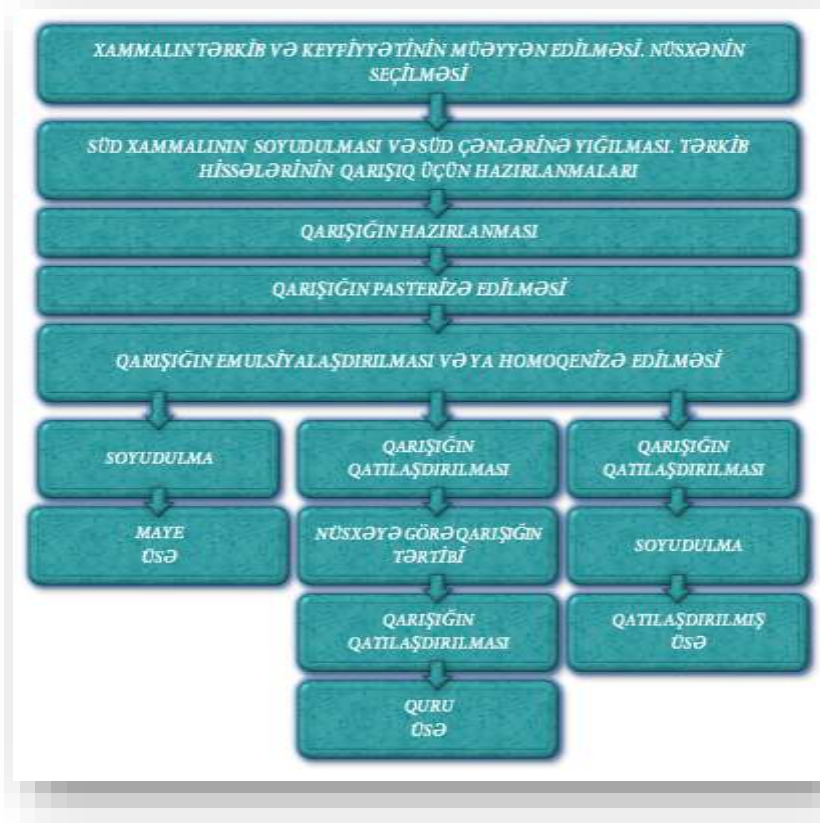 XAMMALIN TƏRKİB VƏ KEYFİYYƏTİNİN MÜƏYYƏN EDİLMƏSİ. NÜSXƏNİN
SEÇİLMƏSİ
SÜD XAMMALININ SOYUDULMASI VƏ SÜD ÇƏNLƏRİNƏ YIĞILMASI. TƏRKİB
HİSSƏLƏRİNİN QARIŞIQ ÜÇÜN HAZIRLANMALARI
QARIŞIĞIN HAZIRLANMASI
QARIŞIĞIN PASTERİZƏ EDİLMƏSİ
QARIŞIĞIN EMULSİYALAŞDIRILMASI VƏ YA HOMOQENİZƏ EDİLMƏSİ
SOYUDULMA
MAYE
ÜSƏ
QARIŞIĞIN
QATILAŞDIRILMASI
NÜSXƏYƏ GÖRƏ QARIŞIĞIN
TƏRTİBİ
QARIŞIĞIN
QATILAŞDIRILMASI
QURU
ÜSƏ
QARIŞIĞIN
QATILAŞDIRILMASI
SOYUDULMA
QATILAŞDIRILMIŞ
ÜSƏ